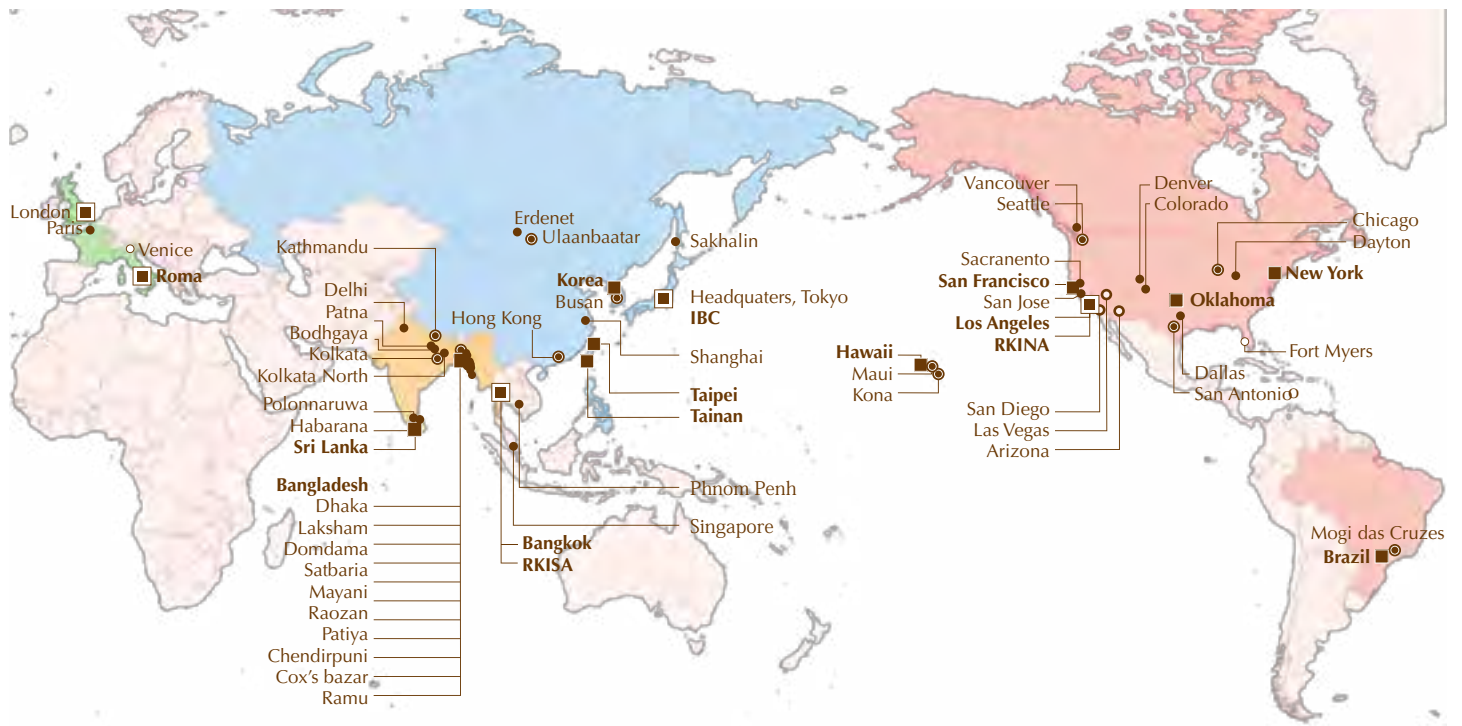 London
Paris
Venice
Roma
Kathmandu
Delhi
Patna
Bodhgaya
Kolkata
Kolkata North
Polonnaruwa
Habarana
Sri Lanka
Bangladesh
Dhaka
Laksham
Domdama
Satbaria
Mayani
Raozan
Patiya
Chendirpuni
Cox's bazar
Ramu
Erdenet
Ulaanbaatar
Korea
Busan
Hong Kong
Sakhalin
Headquaters, Tokyo
IBC
Shanghai
Taipei
Tainan
Phnom Penh
Singapore
Bangkok
RKISA
Hawaii
Maui
Kona
Vancouver
Seattle
Sacranento
San Francisco
San Jose
Los Angeles
RKINA
San Diego
Las Vegas
Arizona
Denver
Colorado
Chicago
Dayton
New York
Oklahoma
Fort Myers
Dallas
San Antonio
Mogi das Cruzes
Brazil